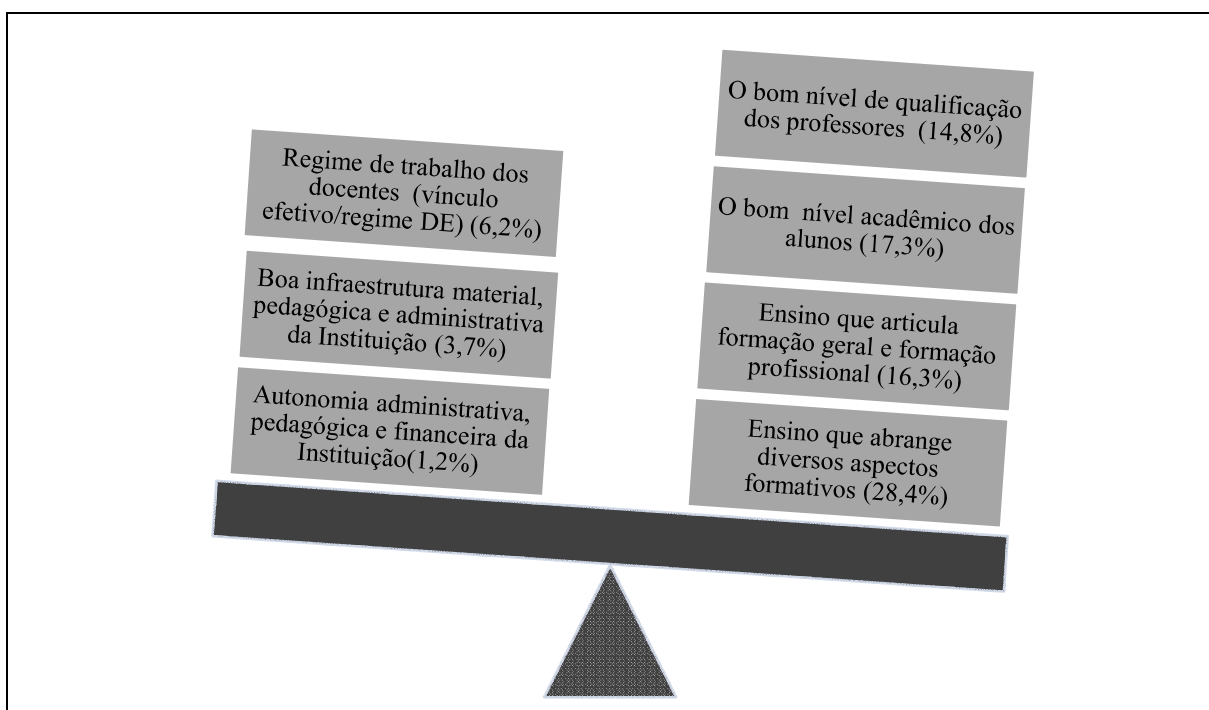 Regime de trabalho dos
docentes (vínculo
efetivo/regime DE) (6,2%)
Boa infraestrutura material,
pedagógica e administrativa
da Instituição (3,7%)
Autonomia administrativa,
pedagógica e financeira da
Instituição(1,2%)
O bom nível de qualificação
dos professores (14,8%)
O bom nível acadêmico dos
alunos (17,3%)
Ensino que articula
formação geral e formação
profissional (16,3%)
Ensino que abrange
diversos aspectos
formativos (28,4%)